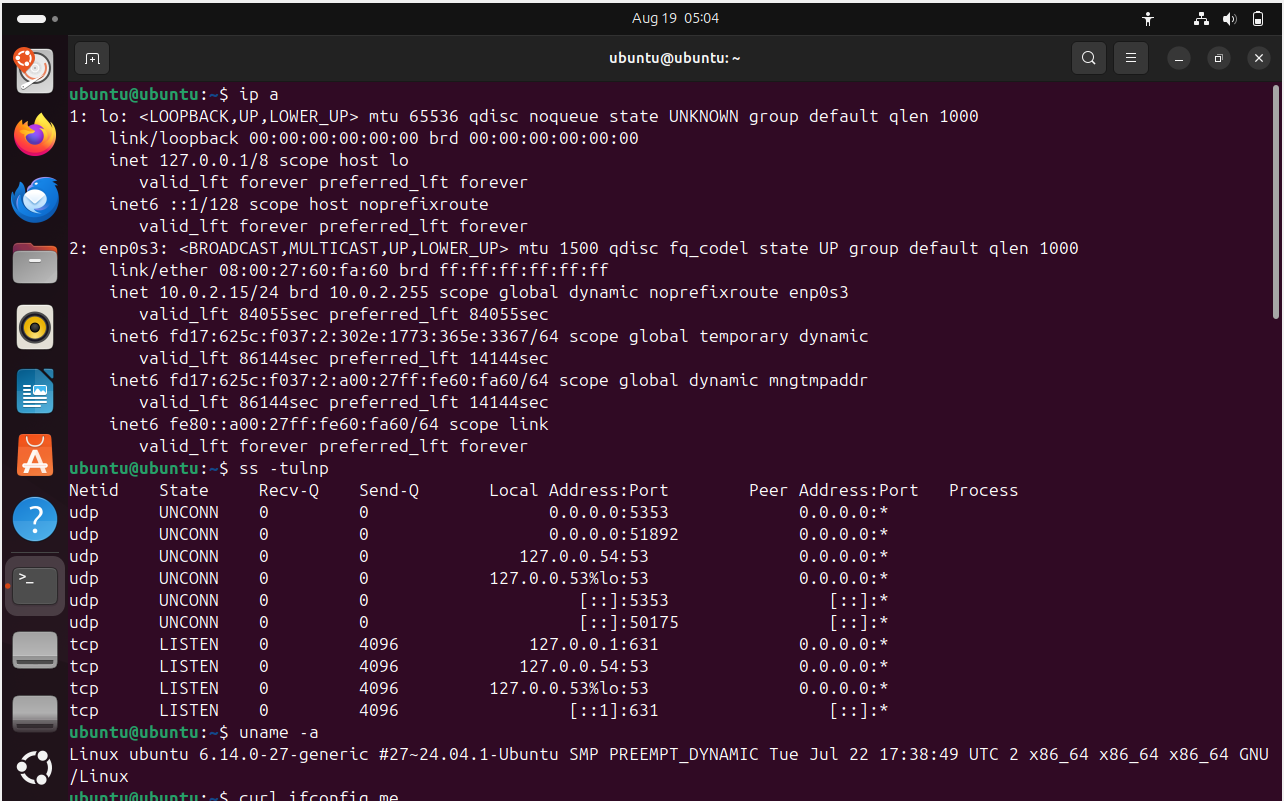 Aug 19 05:04
ubuntu@ubuntu: ~
ubuntu@ubuntu:~$ ip a
1: lo: <LOOPBACK,UP,LOWER_UP> mtu 65536 qdisc noqueue state UNKNOWN group default qlen 1000
    link/loopback 00:00:00:00:00:00 brd 00:00:00:00:00:00
    inet 127.0.0.1/8 scope host lo
       valid_lft forever preferred_lft forever
    inet6 ::1/128 scope host noprefixroute
       valid_lft forever preferred_lft forever
2: enp0s3: <BROADCAST,MULTICAST,UP,LOWER_UP> mtu 1500 qdisc fq_codel state UP group default qlen 1000
    link/ether 08:00:27:60:fa:60 brd ff:ff:ff:ff:ff:ff
    inet 10.0.2.15/24 brd 10.0.2.255 scope global dynamic noprefixroute enp0s3
       valid_lft 84055sec preferred_lft 84055sec
    inet6 fd17:625c:f037:2:302e:1773:365e:3367/64 scope global temporary dynamic
       valid_lft 86144sec preferred_lft 14144sec
    inet6 fd17:625c:f037:2:a00:27ff:fe60:fa60/64 scope global dynamic mngtmpaddr
       valid_lft 86144sec preferred_lft 14144sec
    inet6 fe80::a00:27ff:fe60:fa60/64 scope link
       valid_lft forever preferred_lft forever
ubuntu@ubuntu:~$ ss -tulnp
Netid    State     Recv-Q    Send-Q       Local Address:Port        Peer Address:Port   Process
udp      UNCONN    0         0                  0.0.0.0:5353             0.0.0.0:*
udp      UNCONN    0         0                  0.0.0.0:51892            0.0.0.0:*
udp      UNCONN    0         0               127.0.0.54:53               0.0.0.0:*
udp      UNCONN    0         0            127.0.0.53%lo:53               0.0.0.0:*
udp      UNCONN    0         0                     [::]:5353                [::]:*
udp      UNCONN    0         0                     [::]:50175               [::]:*
tcp      LISTEN    0         4096             127.0.0.1:631              0.0.0.0:*
tcp      LISTEN    0         4096            127.0.0.54:53               0.0.0.0:*
tcp      LISTEN    0         4096         127.0.0.53%lo:53               0.0.0.0:*
tcp      LISTEN    0         4096                 [::1]:631                 [::]:*
ubuntu@ubuntu:~$ uname -a
Linux ubuntu 6.14.0-27-generic #27~24.04.1-Ubuntu SMP PREEMPT_DYNAMIC Tue Jul 22 17:38:49 UTC 2 x86_64 x86_64 x86_64 GNU
/Linux
ubuntu@ubuntu:~$ curl ifconfig.me